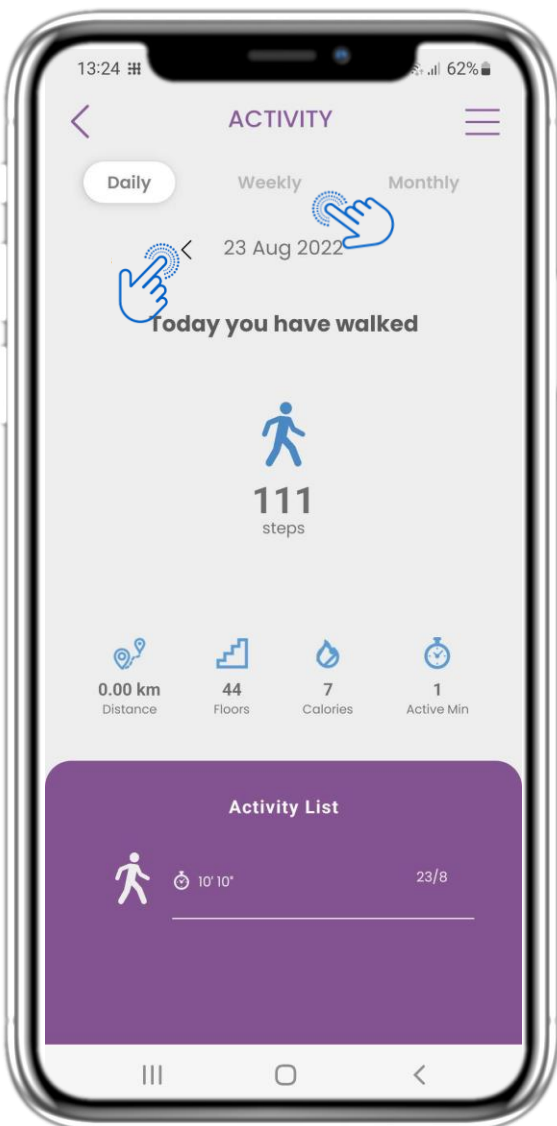 13:24 62%
ACTIVITY
Daily Weekly Monthly
23 Aug 2022
Today you have walked
111
steps
0.00 km 44 7 1
Distance Floors Calories Active Min
Activity List
10' 10" 23/8